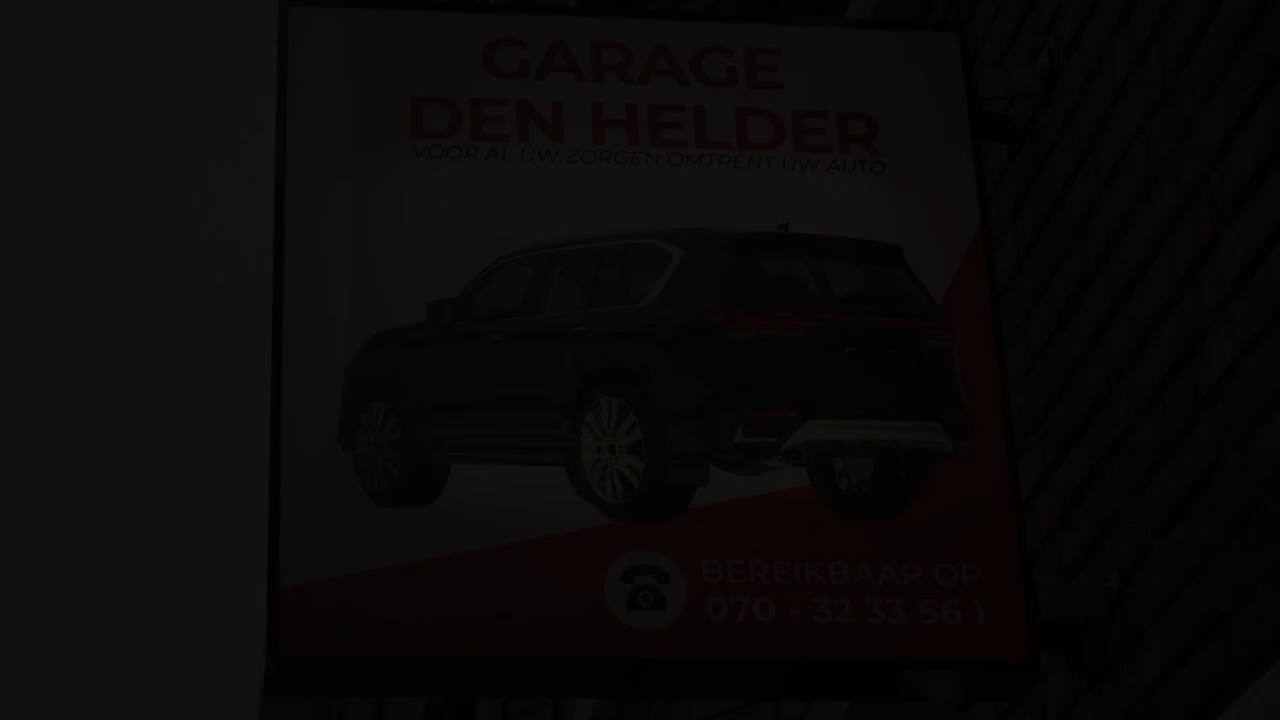 GARAGE
DEN HELDER
VOOR AL UW ZORGEN OMTRENT UW AUTO
BEREIKBAAR OP
070 - 32 33 56 1